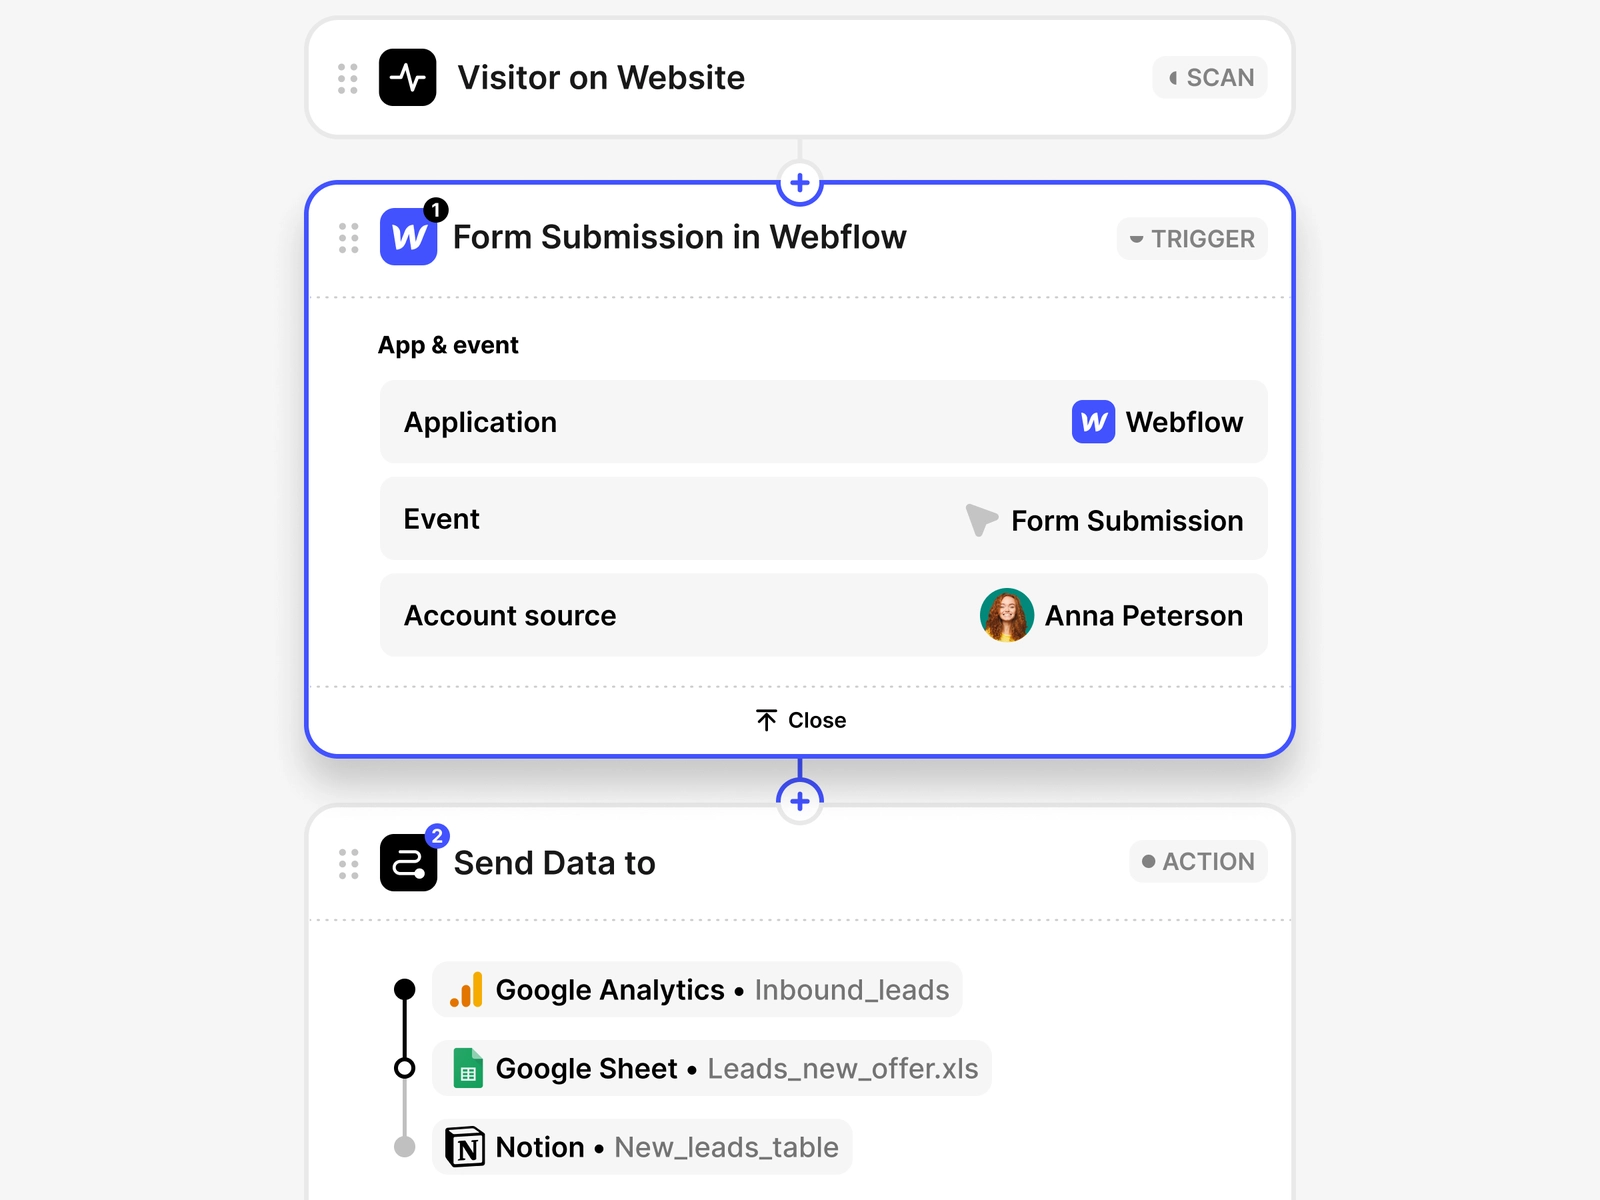 Visitor on Website
SCAN
1
Form Submission in Webflow
TRIGGER
App & event
Application
Webflow
Event
Form Submission
Account source
Anna Peterson
Close
2
Send Data to
ACTION
Google Analytics • Inbound_leads
Google Sheet • Leads_new_offer.xls
Notion • New_leads_table